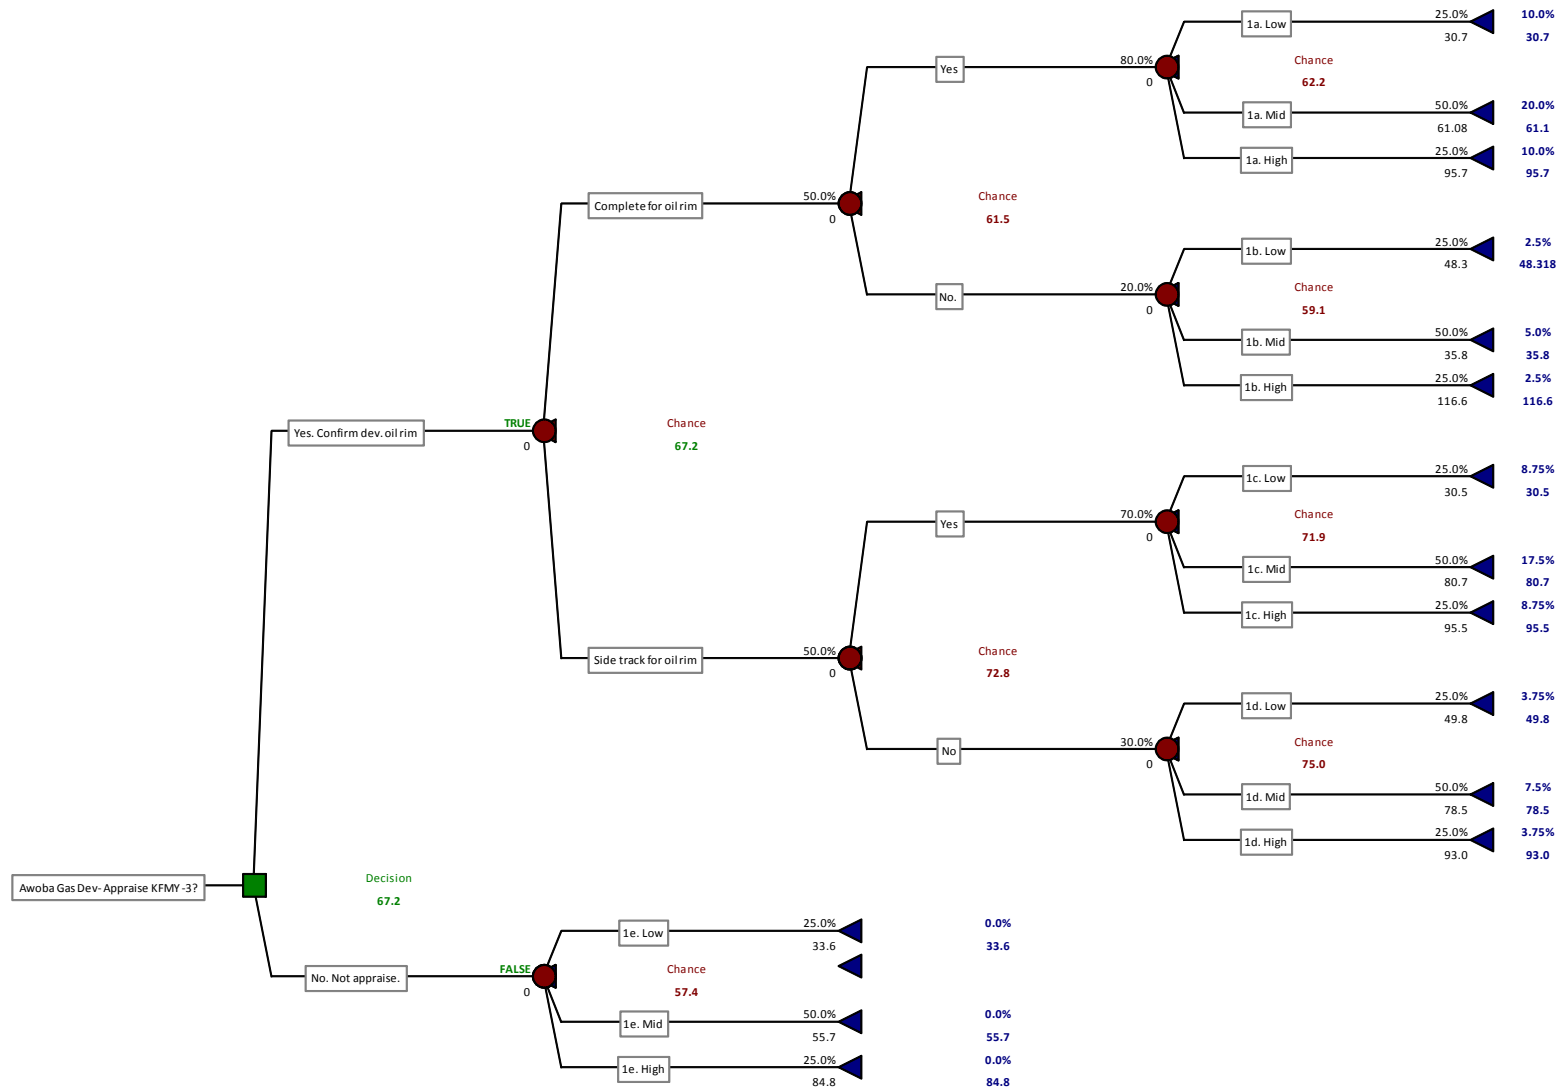 1a. Low 25.0% 10.0%
30.7 30.7
Yes 80.0% Chance
0 62.2
1a. Mid 50.0% 20.0%
61.08 61.1
1a. High 25.0% 10.0%
95.7 95.7
Complete for oil rim 50.0% Chance
0 61.5
1b. Low 25.0% 2.5%
48.3 48.318
No. 20.0% Chance
0 59.1
1b. Mid 50.0% 5.0%
35.8 35.8
1b. High 25.0% 2.5%
116.6 116.6
Yes. Confirm dev. oil rim TRUE Chance
0 67.2
1c. Low 25.0% 8.75%
30.5 30.5
Yes 70.0% Chance
0 71.9
1c. Mid 50.0% 17.5%
80.7 80.7
1c. High 25.0% 8.75%
95.5 95.5
Side track for oil rim 50.0% Chance
0 72.8
1d. Low 25.0% 3.75%
49.8 49.8
No 30.0% Chance
0 75.0
1d. Mid 50.0% 7.5%
78.5 78.5
1d. High 25.0% 3.75%
93.0 93.0
Awoba Gas Dev- Appraise KFMY -3? Decision
67.2
1e. Low 25.0% 0.0%
33.6 33.6
No. Not appraise. FALSE Chance
0 57.4
1e. Mid 50.0% 0.0%
55.7 55.7
1e. High 25.0% 0.0%
84.8 84.8